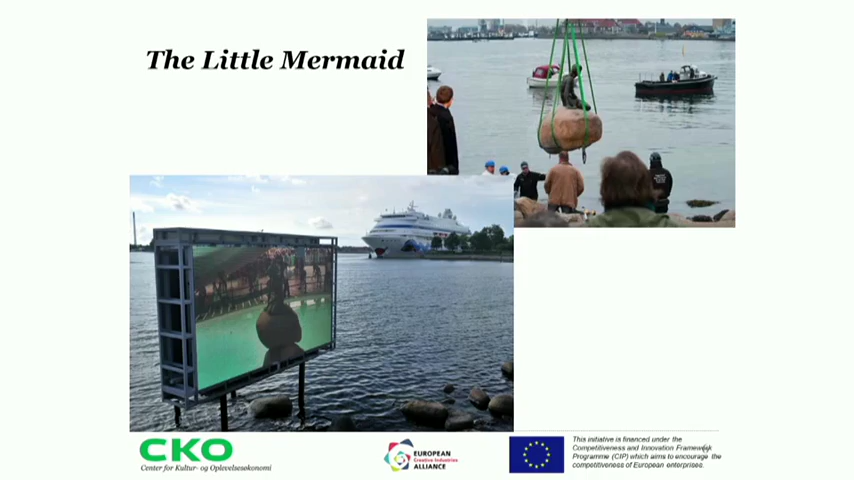 The Little Mermaid
CKO
Center for Kultur- og Oplevelsesøkonomi
EUROPEAN
Creative Industries
ALLIANCE
This initiative is financed under the
Competitiveness and Innovation Framework
Programme (CIP) which aims to encourage the
competitiveness of European enterprises.